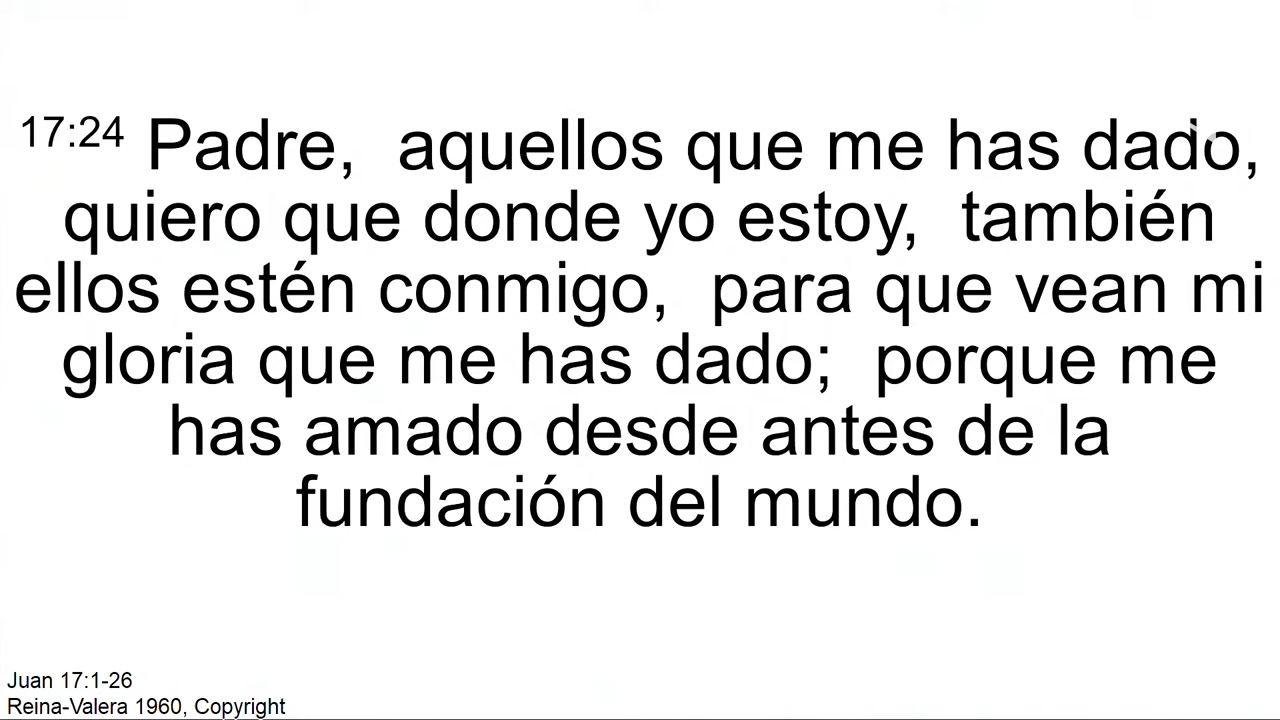 17:24 Padre,  aquellos que me has dado,
quiero que donde yo estoy,  también
ellos estén conmigo,  para que vean mi
gloria que me has dado;  porque me
has amado desde antes de la
fundación del mundo.
Juan 17:1-26
Reina-Valera 1960, Copyright